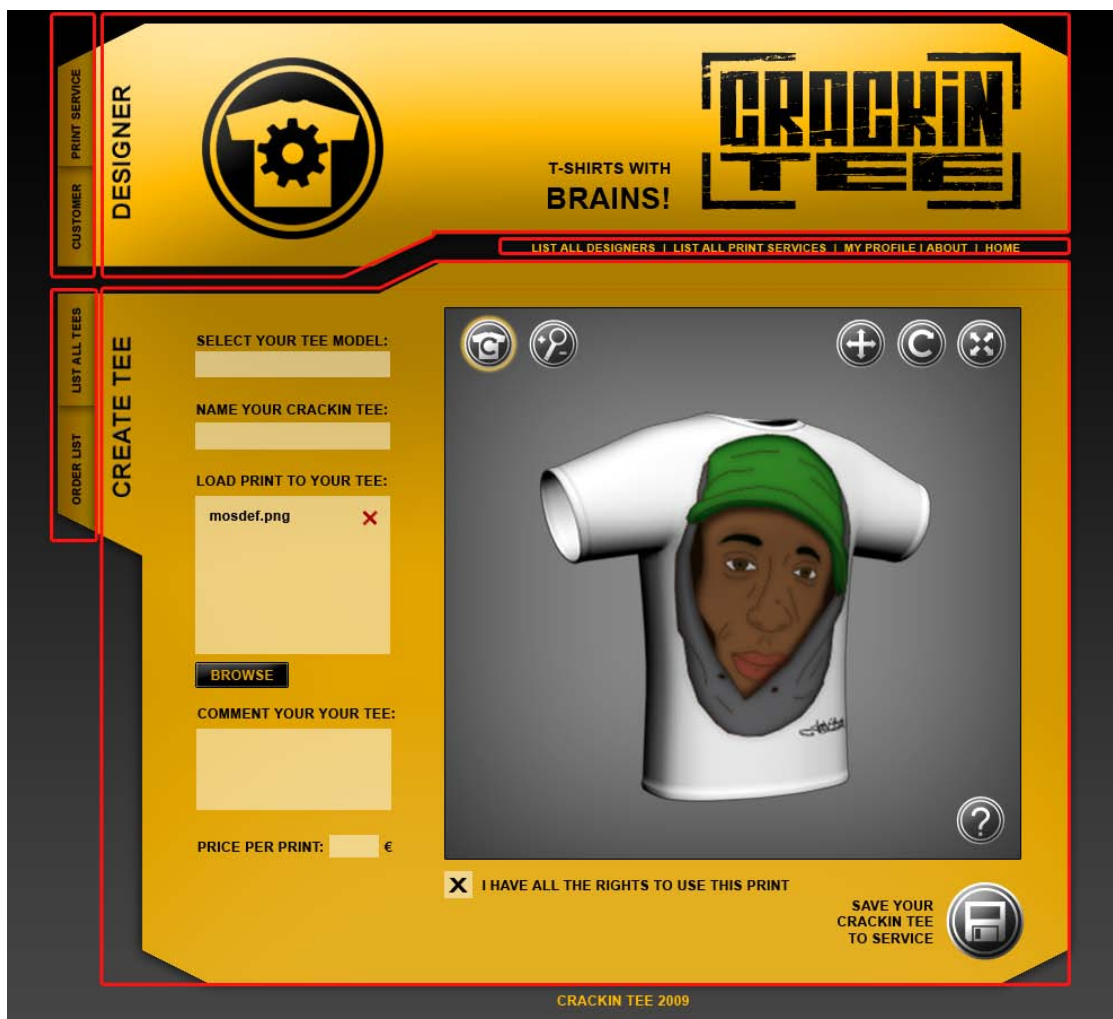 PRINT SERVICE
CUSTOMER
DESIGNER
T-SHIRTS WITH
BRAINS!
CRACKiN
TEE
LIST ALL DESIGNERS | LIST ALL PRINT SERVICES | MY PROFILE | ABOUT | HOME
LIST ALL TEES
ORDER LIST
CREATE TEE
SELECT YOUR TEE MODEL:
NAME YOUR CRACKIN TEE:
LOAD PRINT TO YOUR TEE:
mosdef.png
BROWSE
COMMENT YOUR YOUR TEE:
PRICE PER PRINT: €
C
C
?
X I HAVE ALL THE RIGHTS TO USE THIS PRINT
SAVE YOUR
CRACKIN TEE
TO SERVICE
CRACKIN TEE 2009